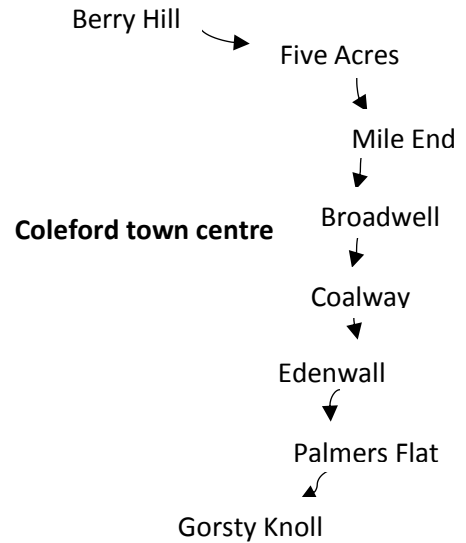 Berry Hill
Five Acres
Mile End
Broadwell
Coleford town centre
Coalway
Edenwall
Palmers Flat
Gorsty Knoll